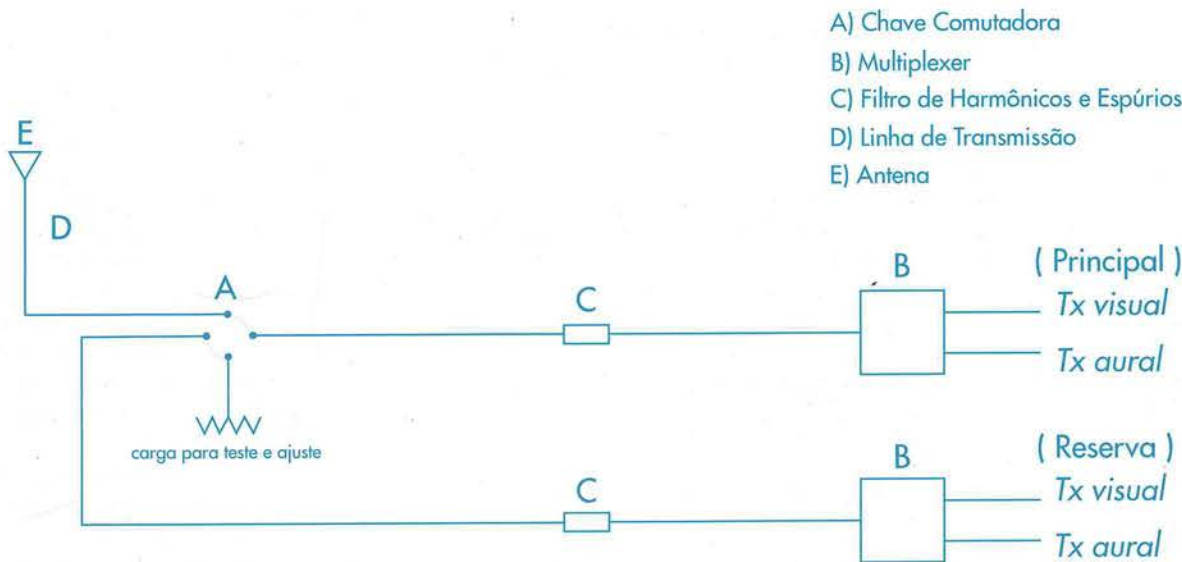 A) Chave Comutadora
B) Multiplexer
C) Filtro de Harmônicos e Espúrios
D) Linha de Transmissão
E) Antena
E
D
A
C
B
( Principal )
Tx visual
Tx aural
carga para teste e ajuste
C
B
( Reserva )
Tx visual
Tx aural